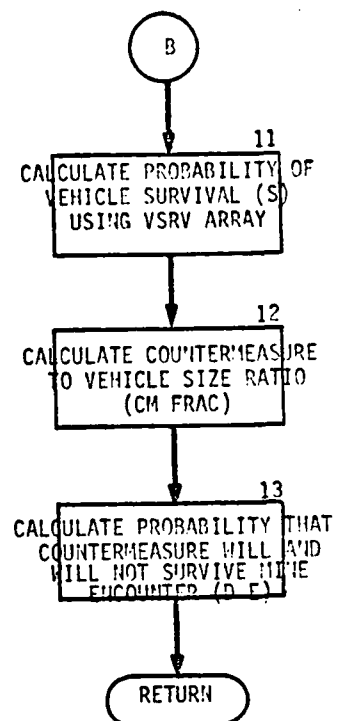 B
11
CALCULATE PROBABILITY OF
VEHICLE SURVIVAL (S)
USING VSRV ARRAY
12
CALCULATE COUNTERMEASURE
TO VEHICLE SIZE RATIO
(CM FRAC)
13
CALCULATE PROBABILITY THAT
COUNTERMEASURE WILL AND
WILL NOT SURVIVE MINE
ENCOUNTER (D,E)
RETURN